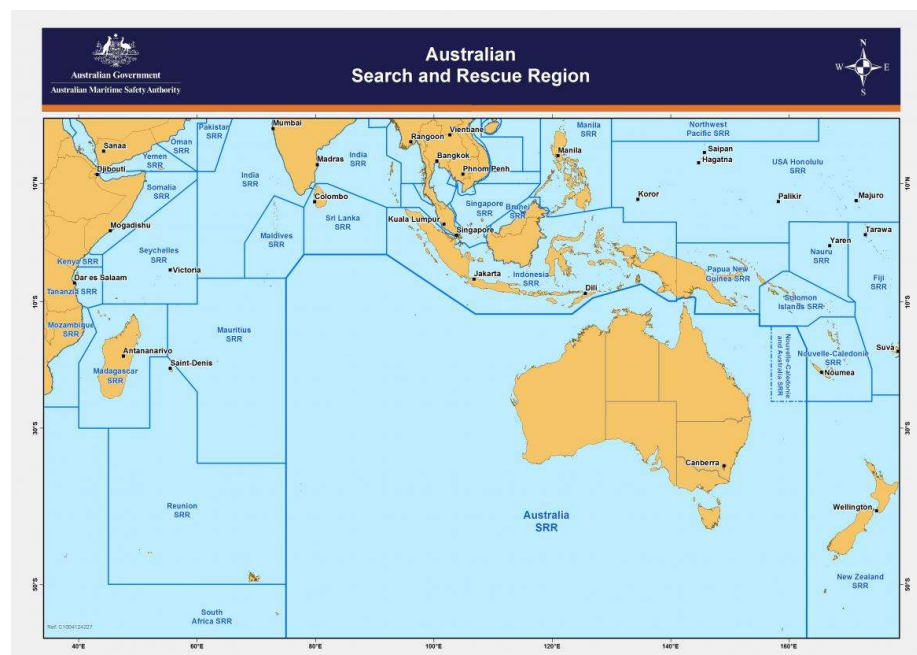 Australian Government
Australian Maritime Safety Authority
Australian
Search and Rescue Region
N
W
E
S
Mumbai
Pakistan
SRR
Oman
SRR
Yemen
SRR
Sanaa
Djibouti
Somalia
SRR
India
SRR
Madras
India
SRR
Rangoon
Vientiane
Bangkok
Phnom Penh
Manila
SRR
Manila
Northwest
Pacific SRR
Saipan
Hagatna
USA Honolulu
SRR
10°N
10°N
Colombo
Koror
Palikir
Majuro
Mogadishu
Seychelles
SRR
Maldives
SRR
Sri Lanka
SRR
Kuala Lumpur
Singapore
SRR
Brunei
SRR
Singapore
Tarawa
Yaren
Nauru
SRR
Kenya SRR
Victoria
Dar es Salaam
Tanzania SRR
Jakarta
Indonesia
SRR
Dili
Papua New
Guinea SRR
Fiji
SRR
10°S
10°S
Solomon
Islands SRR
Mozambique
SRR
Mauritius
SRR
Antananarivo
Saint-Denis
Madagascar
SRR
Nouvelle-Caledonie
and Australia SRR
Nouvelle-Caledonie
SRR
Noumea
Suva
30°S
30°S
Canberra
Reunion
SRR
Australia
SRR
Wellington
New Zealand
SRR
50°S
50°S
South
Africa SRR
Ref: C1004124227
40°E
60°E
80°E
100°E
120°E
140°E
160°E